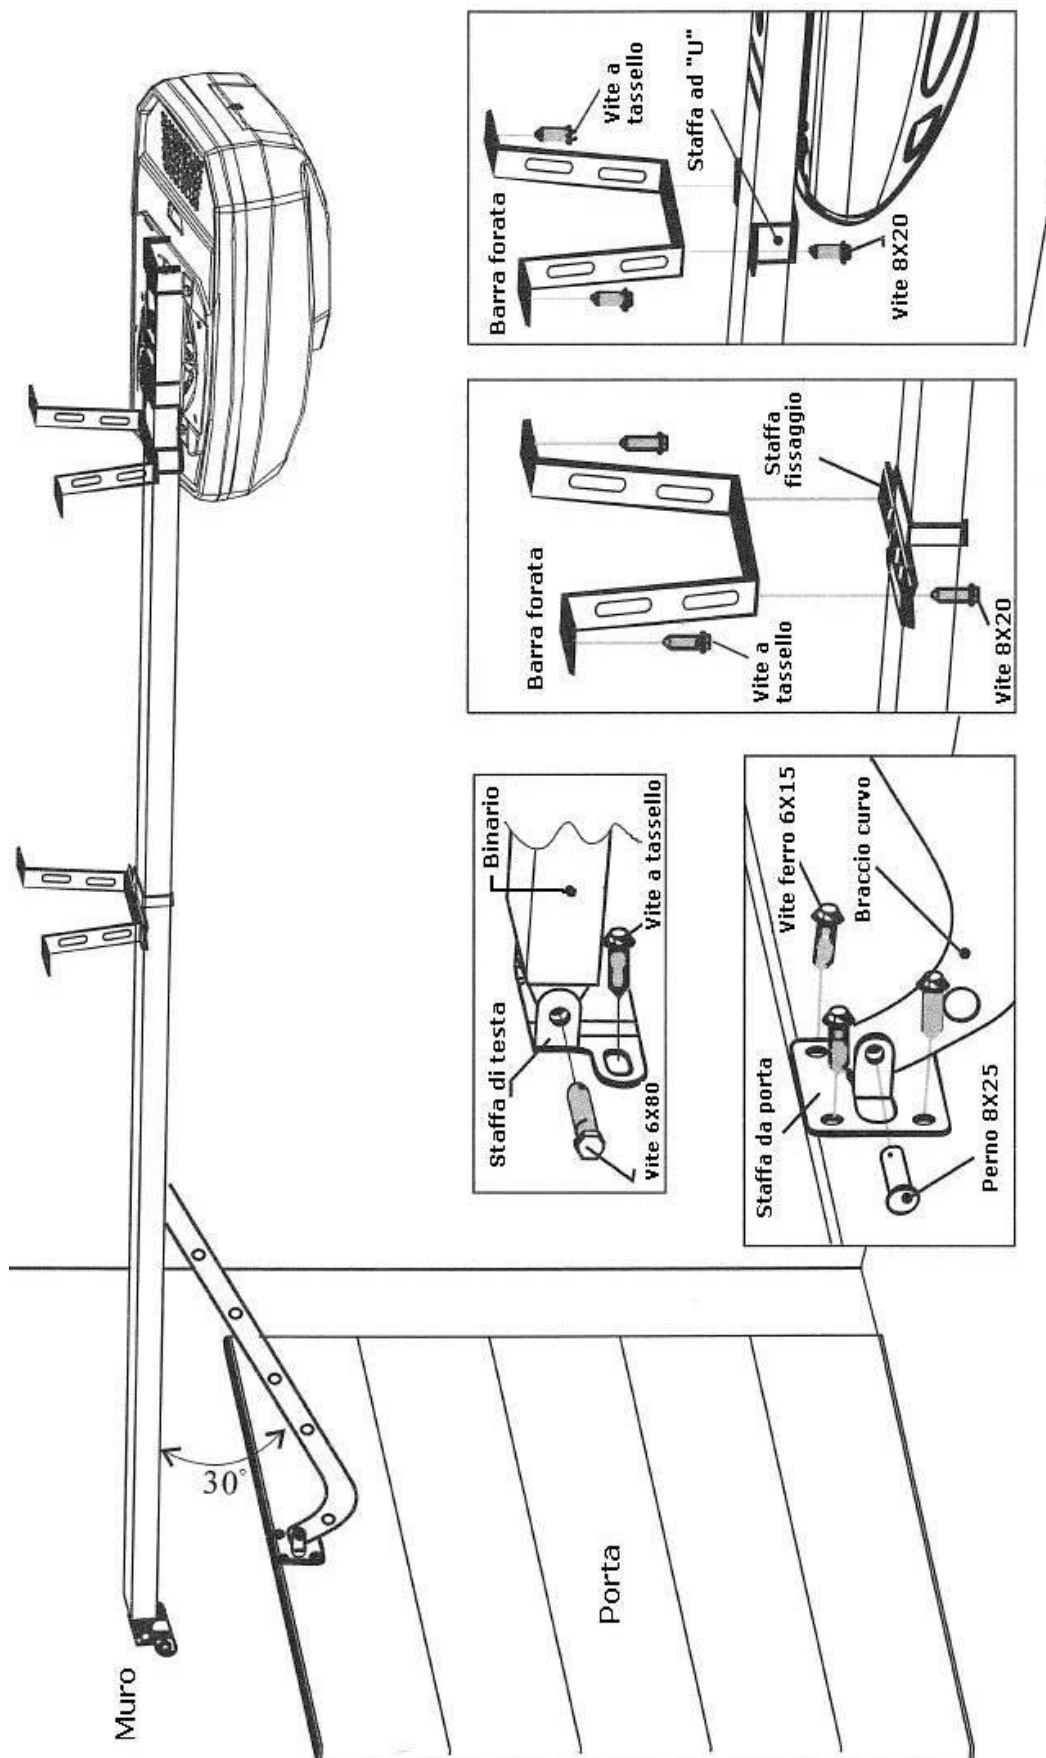 Muro
30°
Porta
Staffa di testa
Binario
Vite 6X80
Vite a tassello
Staffa da porta
Vite ferro 6X15
Braccio curvo
Perno 8X25
Barra forata
Vite a
tassello
Staffa
fissaggio
Vite 8X20
Barra forata
Vite a
tassello
Staffa ad "U"
Vite 8X20